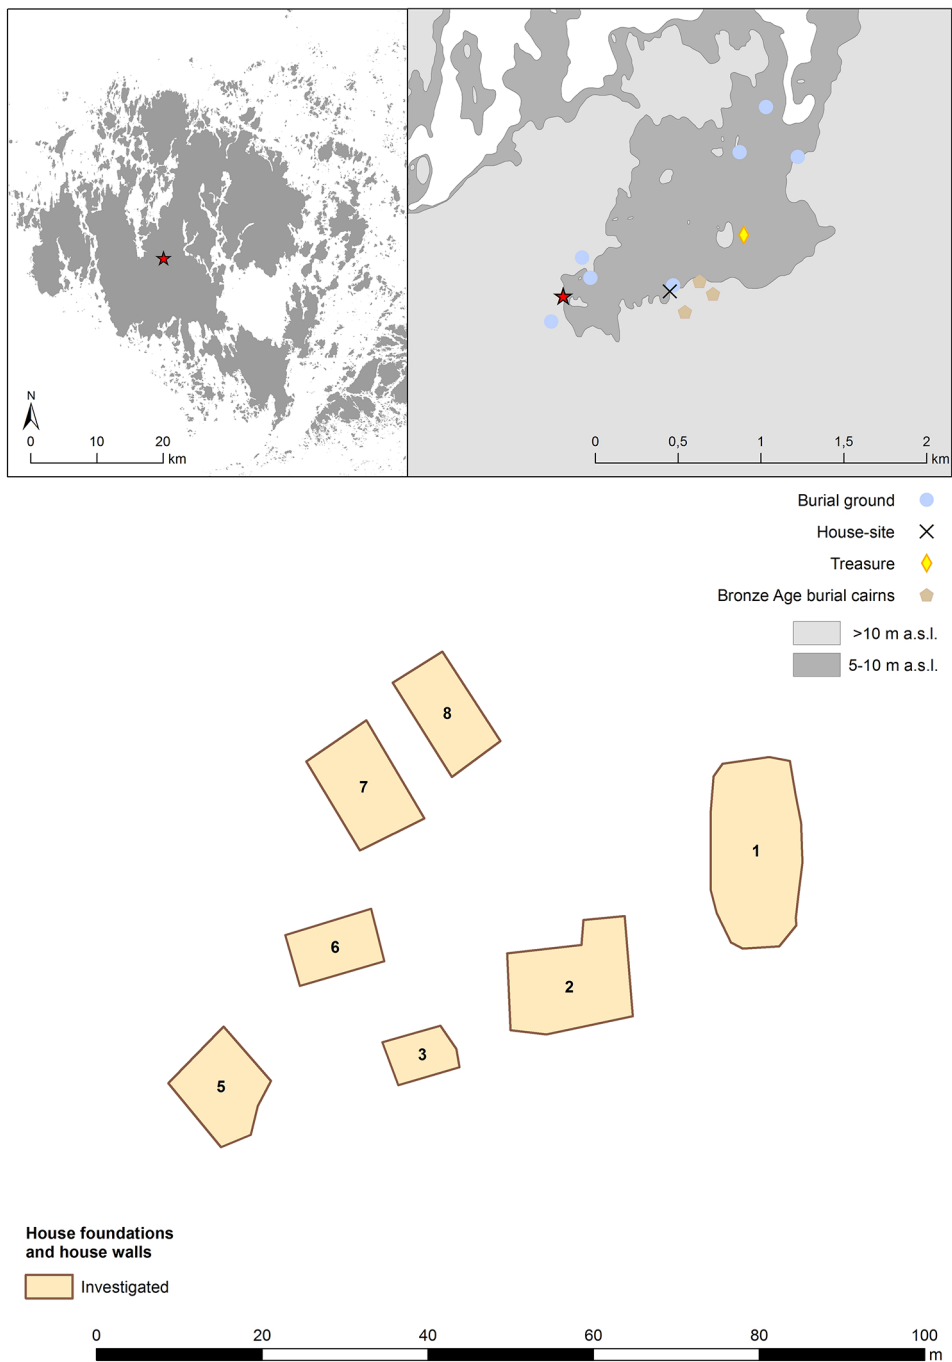 N
0 10 20
km
0 0,5 1 1,5 2
km
Burial ground
House-site
Treasure
Bronze Age burial cairns
>10 m a.s.l.
5-10 m a.s.l.
8
7
1
6
2
3
5
House foundations
and house walls
Investigated
0 20 40 60 80 100
m